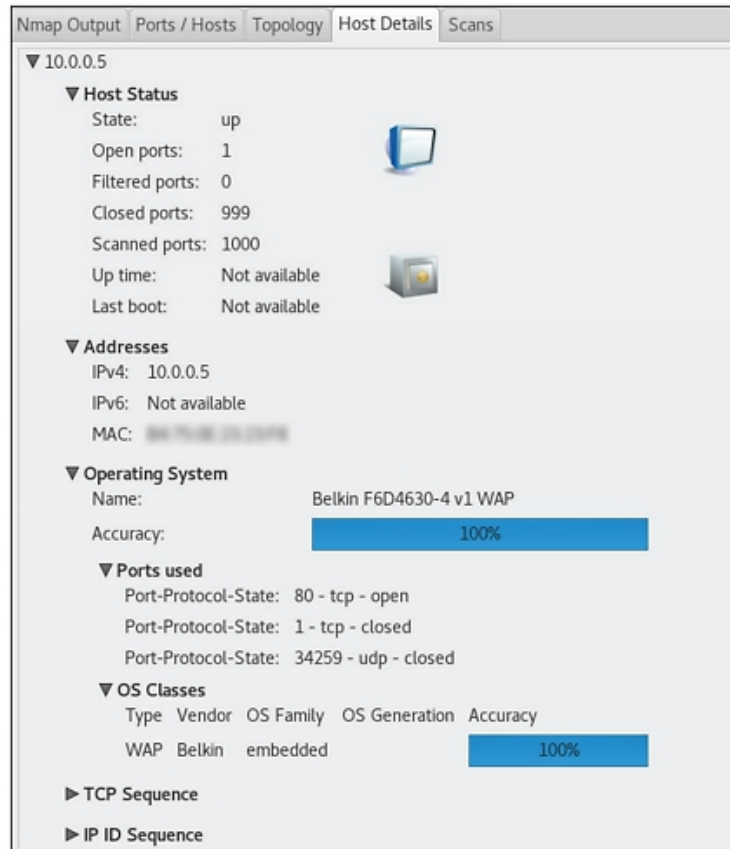 Nmap Output Ports / Hosts Topology Host Details Scans
10.0.0.5
Host Status
State: up
Open ports: 1
Filtered ports: 0
Closed ports: 999
Scanned ports: 1000
Up time: Not available
Last boot: Not available
Addresses
IPv4: 10.0.0.5
IPv6: Not available
MAC:
Operating System
Name: Belkin F6D4630-4 v1 WAP
Accuracy: 100%
Ports used
Port-Protocol-State: 80 - tcp - open
Port-Protocol-State: 1 - tcp - closed
Port-Protocol-State: 34259 - udp - closed
OS Classes
Type Vendor OS Family OS Generation Accuracy
WAP Belkin embedded 100%
TCP Sequence
IP ID Sequence